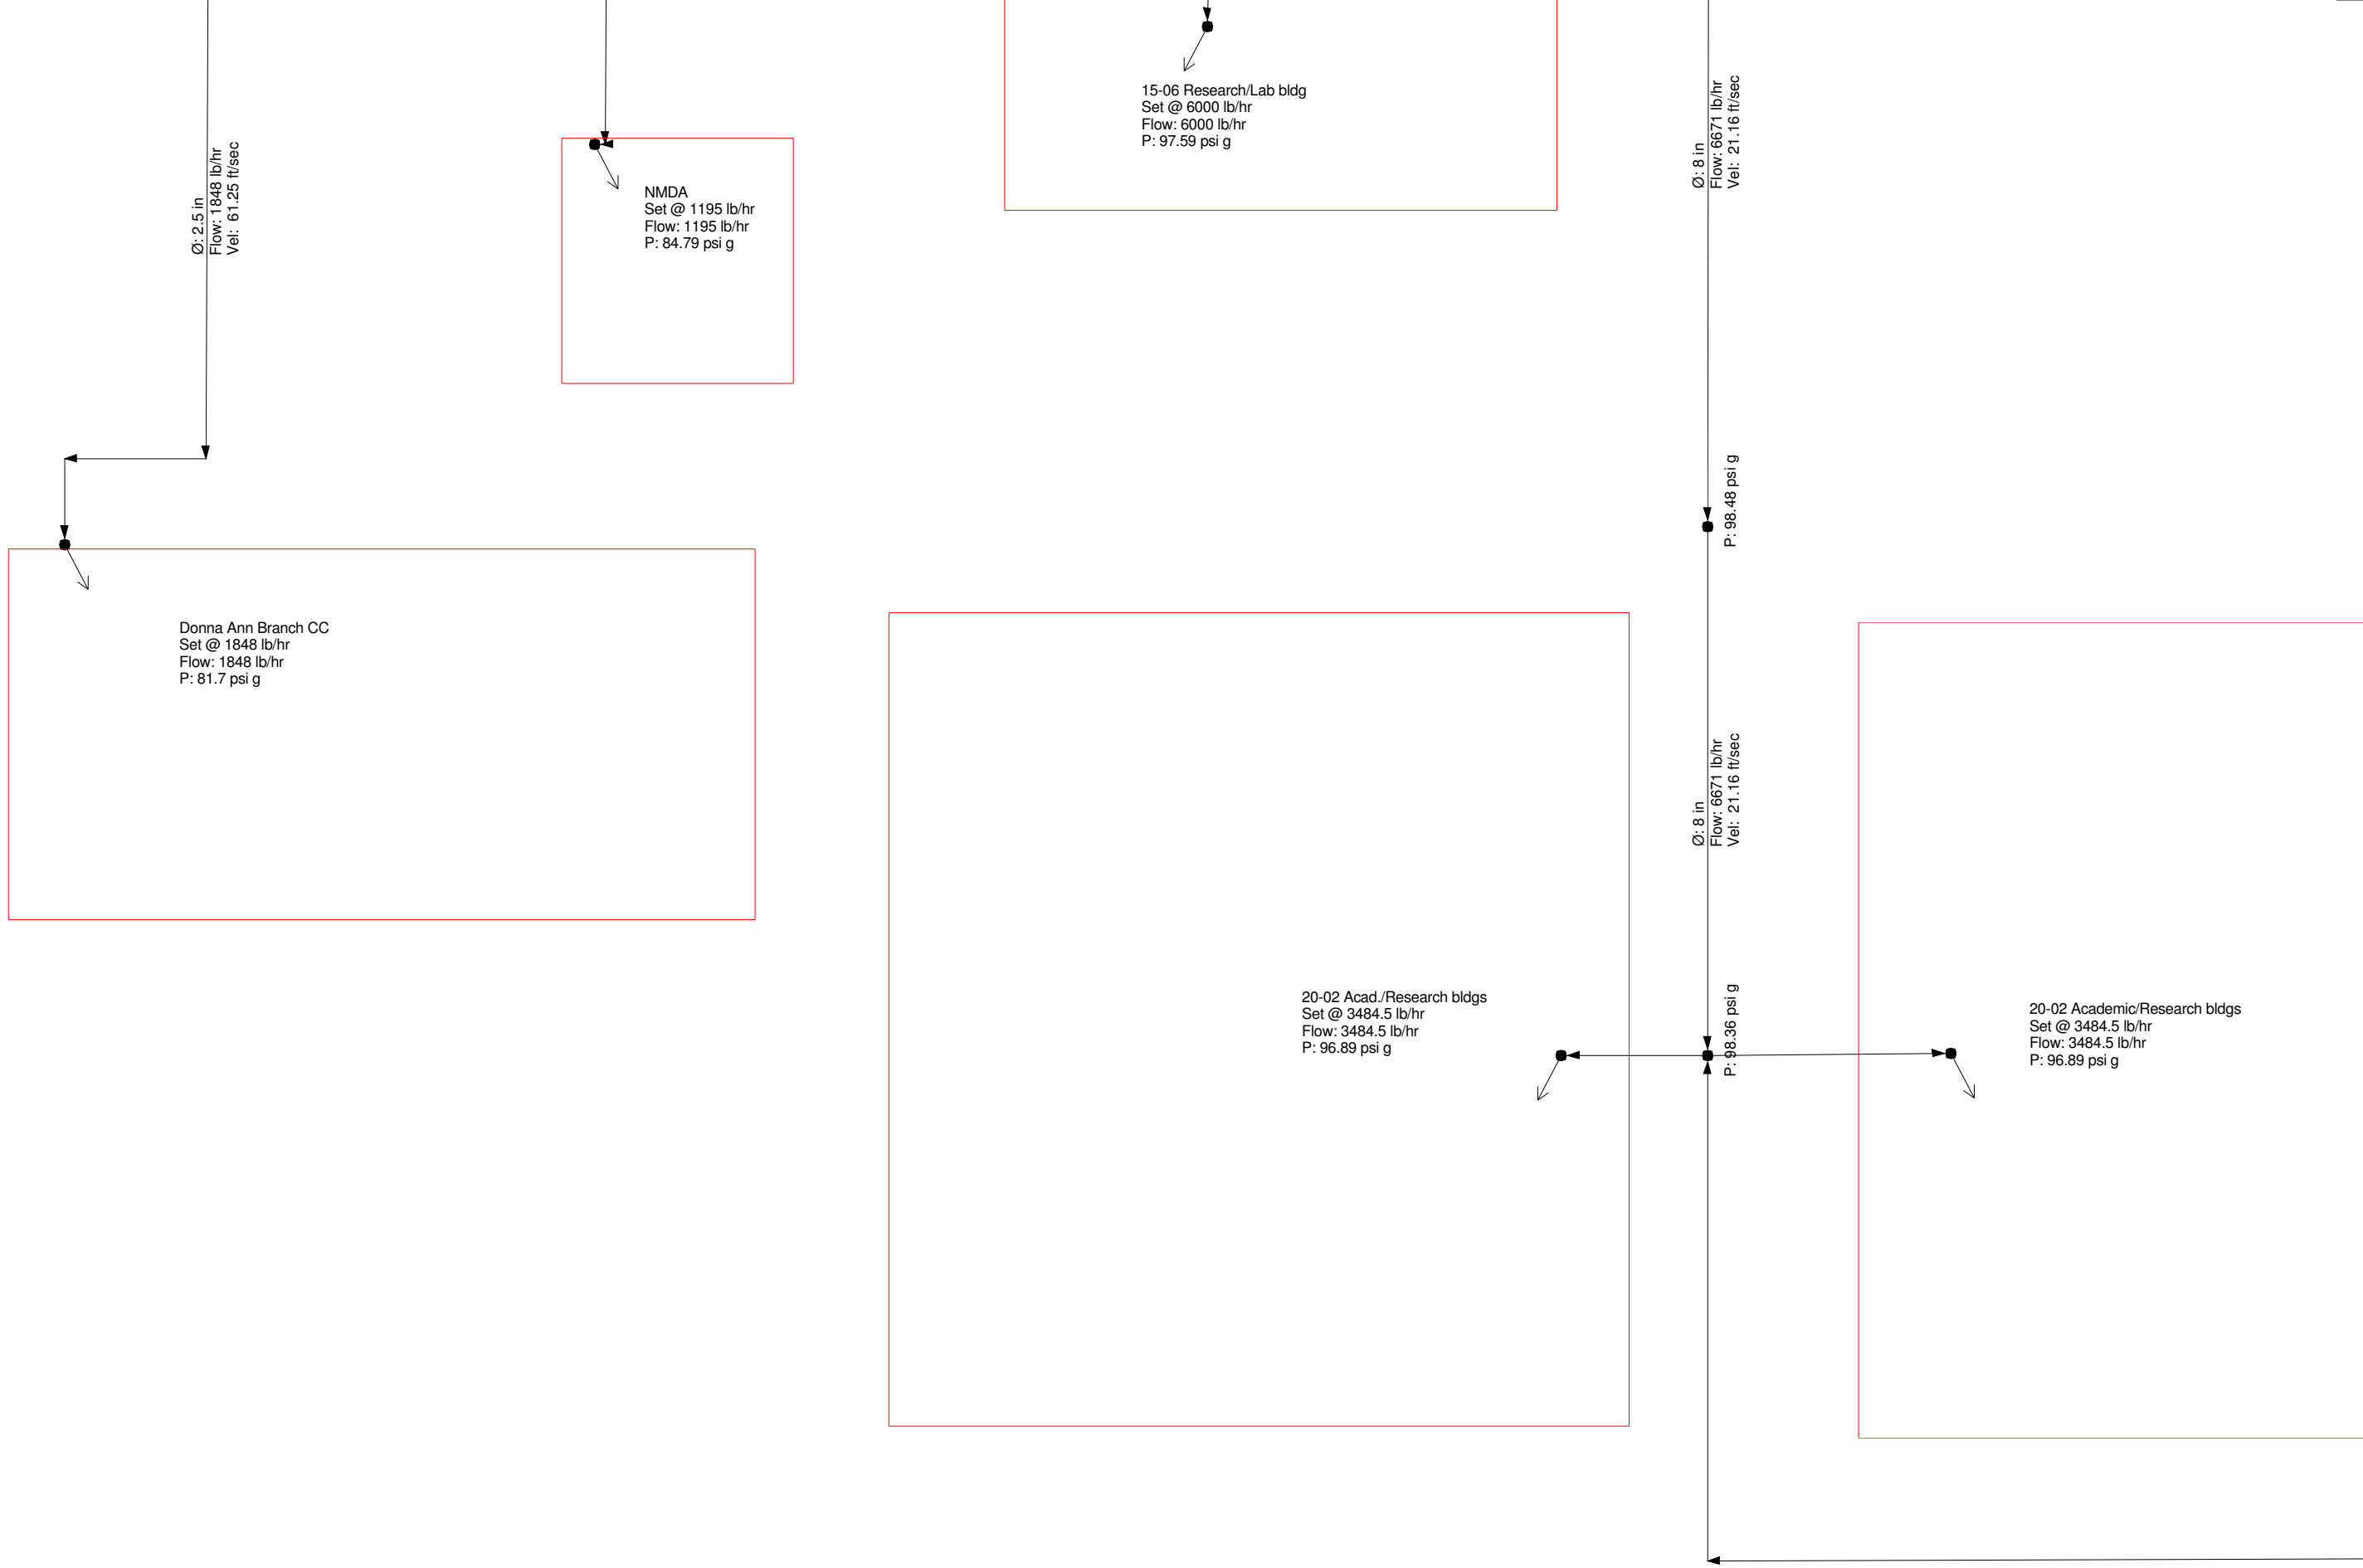 15-06 Research/Lab bldg
Set @ 6000 lb/hr
Flow: 6000 lb/hr
P: 97.59 psi g
Ø: 8 in
Flow: 6671 lb/hr
Vel: 21.16 ft/sec
Ø: 2.5 in
Flow: 1848 lb/hr
Vel: 61.25 ft/sec
NMDA
Set @ 1195 lb/hr
Flow: 1195 lb/hr
P: 84.79 psi g
P: 98.48 psi g
Donna Ann Branch CC
Set @ 1848 lb/hr
Flow: 1848 lb/hr
P: 81.7 psi g
Ø: 8 in
Flow: 6671 lb/hr
Vel: 21.16 ft/sec
20-02 Acad./Research bldgs
Set @ 3484.5 lb/hr
Flow: 3484.5 lb/hr
P: 96.89 psi g
P: 98.36 psi g
20-02 Academic/Research bldgs
Set @ 3484.5 lb/hr
Flow: 3484.5 lb/hr
P: 96.89 psi g